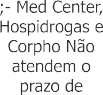 ;- Med Center,
Hospidrogas e
Corpho Não
atendem o
prazo de